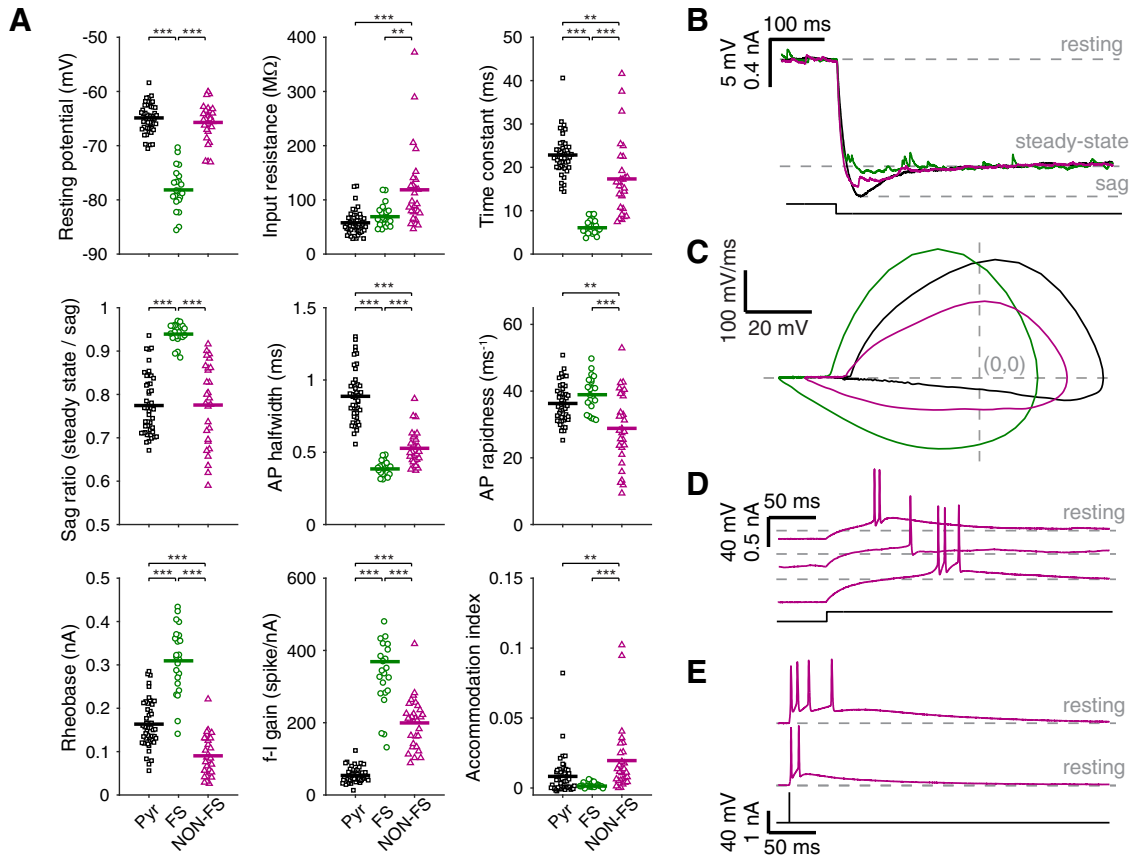 A
Resting potential (mV)
-50
-60
-70
-80
-90
*** ***
Input resistance (MΩ)
400
300
200
100
0
***
**
Time constant (ms)
50
40
30
20
10
0
**
*** ***
Sag ratio (steady state / sag)
1
0.9
0.8
0.7
0.6
0.5
*** ***
AP halfwidth (ms)
1.5
1
0.5
0
***
*** ***
AP rapidness (ms-1)
60
40
20
0
**
***
Rheobase (nA)
0.5
0.4
0.3
0.2
0.1
0
***
*** ***
Pyr
FS
NON-FS
f-I gain (spike/nA)
600
400
200
0
***
*** ***
Pyr
FS
NON-FS
Accommodation index
0.15
0.1
0.05
0
**
***
Pyr
FS
NON-FS
B
100 ms
5 mV
0.4 nA
resting
steady-state
sag
C
100 mV/ms
20 mV
(0,0)
D
50 ms
40 mV
0.5 nA
resting
E
resting
resting
40 mV
1 nA
50 ms